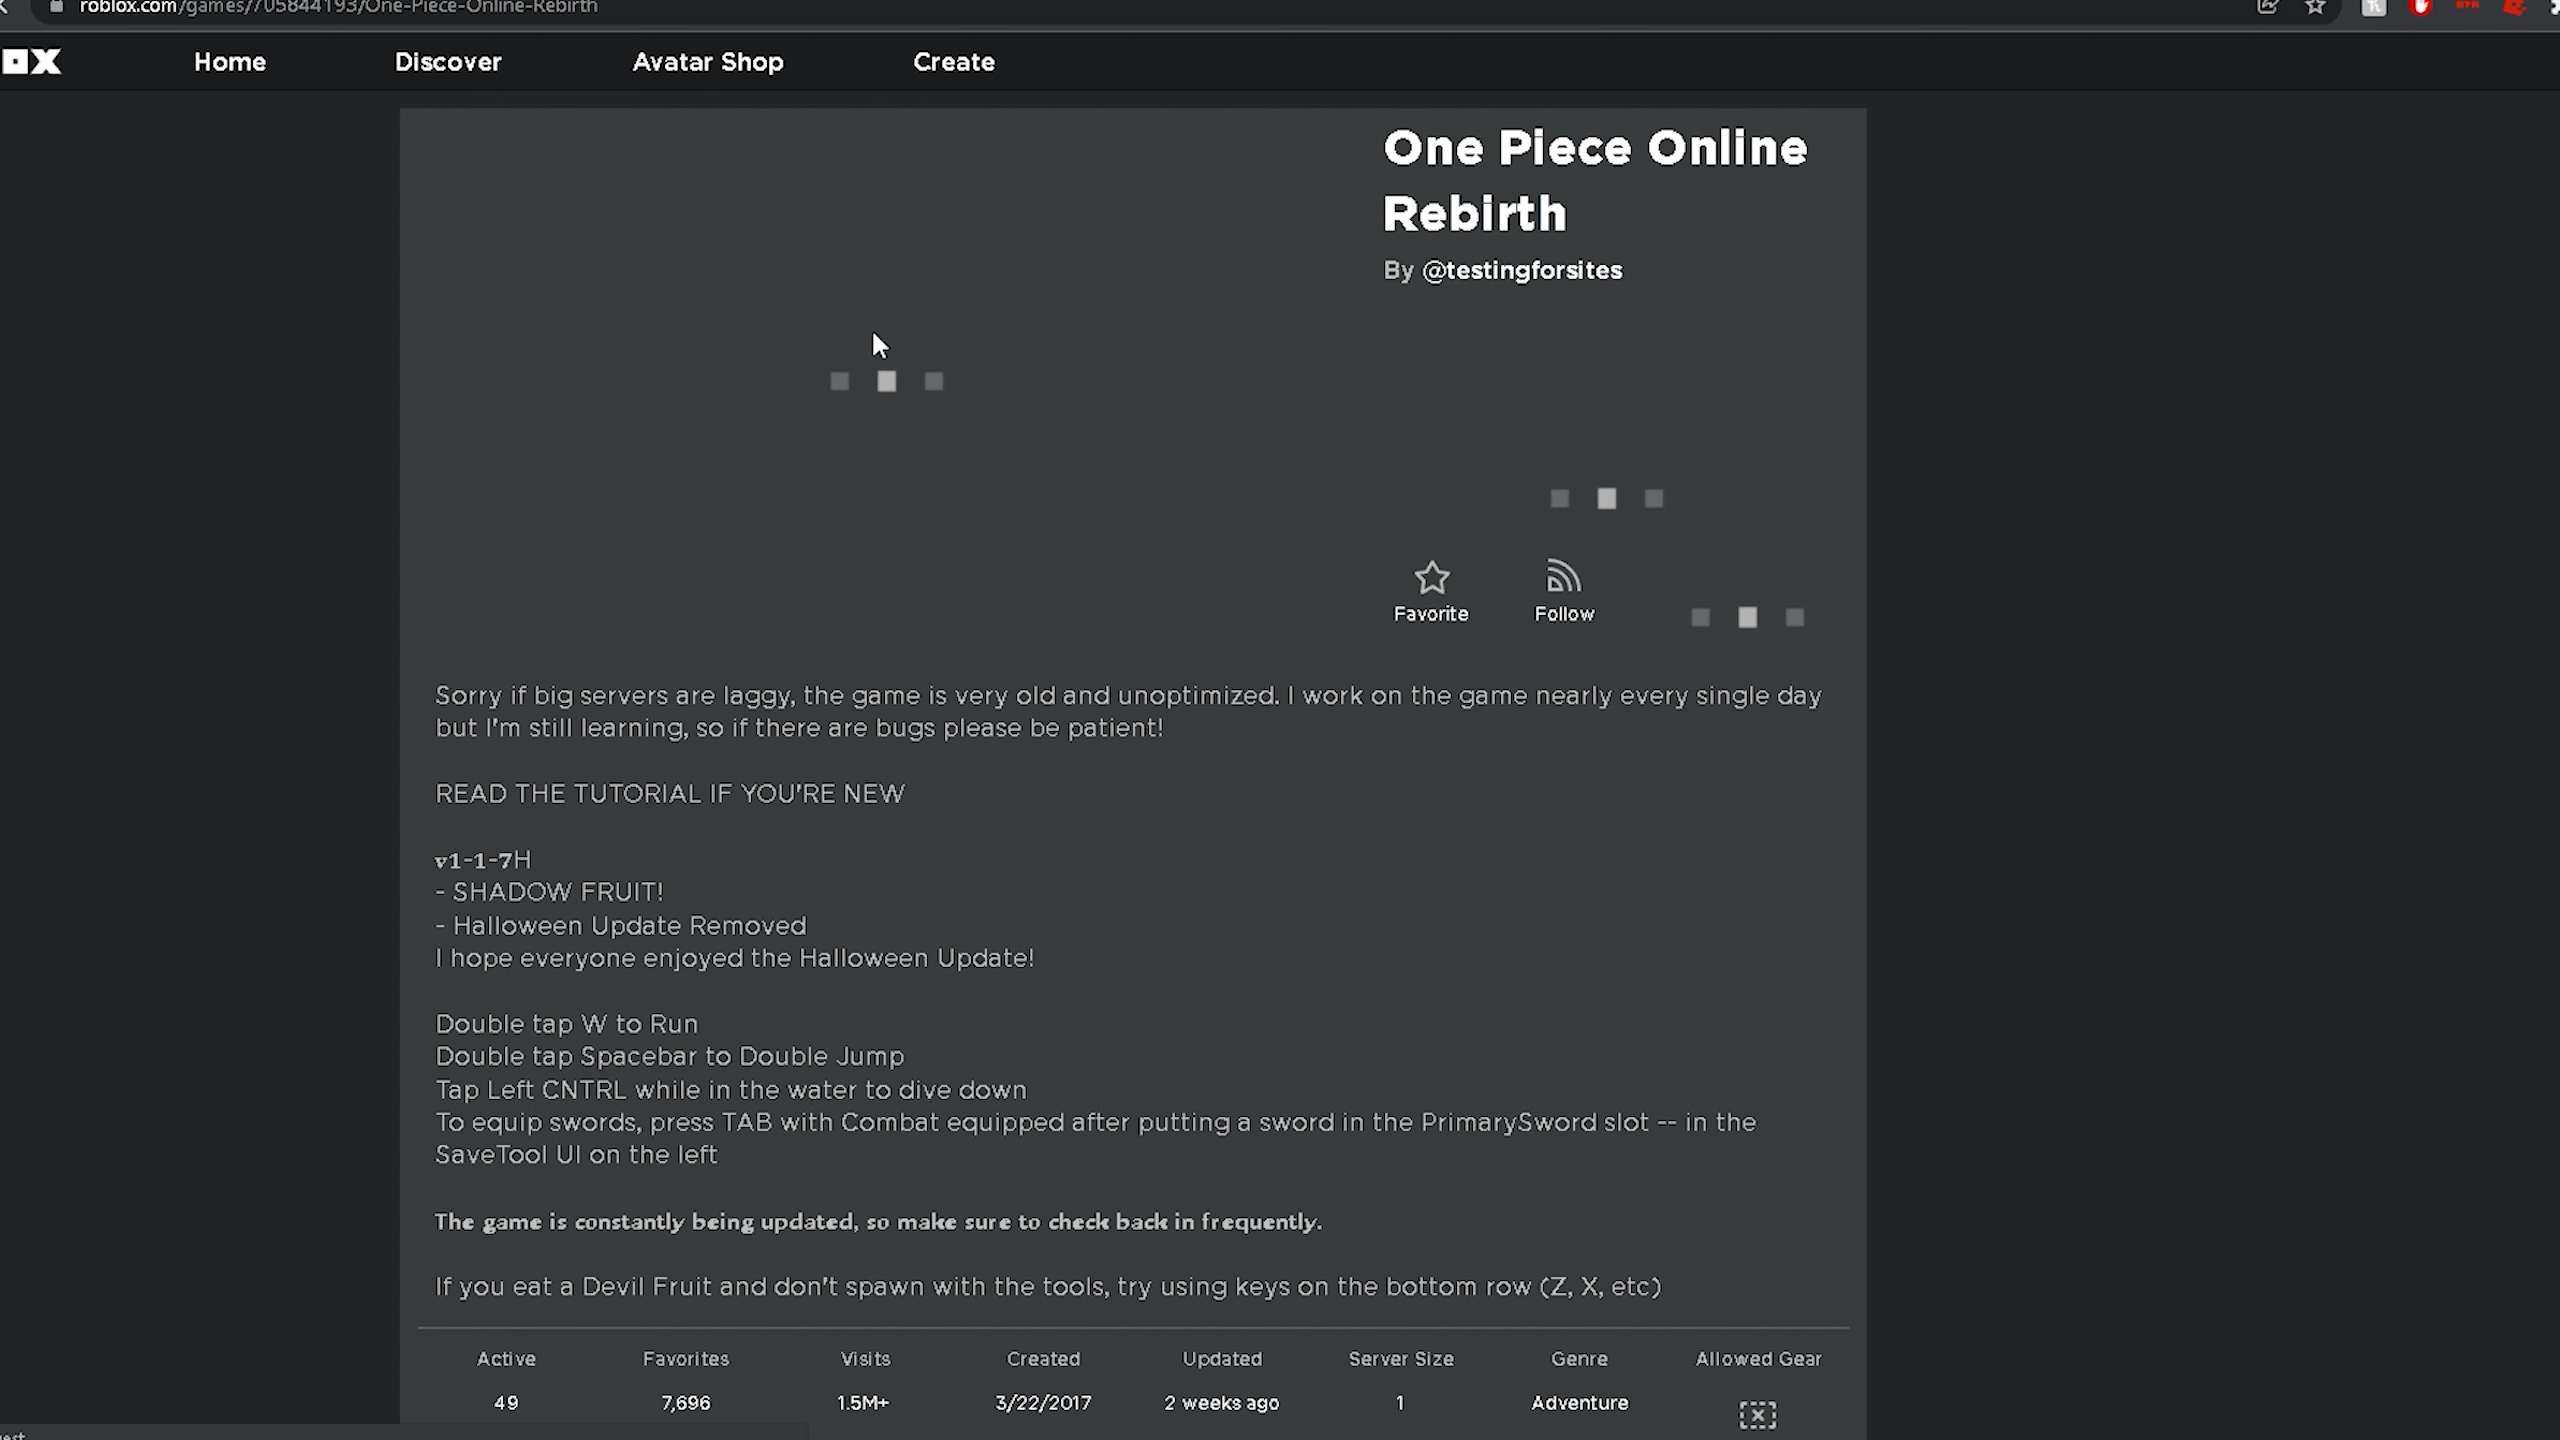 roblox.com/games/705844193/One-Piece-Online-Rebirth
OX
Home
Discover
Avatar Shop
Create
One Piece Online
Rebirth
By @testingforsites
Favorite
Follow
Sorry if big servers are laggy, the game is very old and unoptimized. I work on the game nearly every single day
but I'm still learning, so if there are bugs please be patient!
READ THE TUTORIAL IF YOU'RE NEW
v1-1-7H
- SHADOW FRUIT!
- Halloween Update Removed
I hope everyone enjoyed the Halloween Update!
Double tap W to Run
Double tap Spacebar to Double Jump
Tap Left CNTRL while in the water to dive down
To equip swords, press TAB with Combat equipped after putting a sword in the PrimarySword slot -- in the
SaveTool UI on the left
The game is constantly being updated, so make sure to check back in frequently.
If you eat a Devil Fruit and don't spawn with the tools, try using keys on the bottom row (Z, X, etc)
Active
Favorites
Visits
Created
Updated
Server Size
Genre
Allowed Gear
49
7,696
1.5M+
3/22/2017
2 weeks ago
1
Adventure